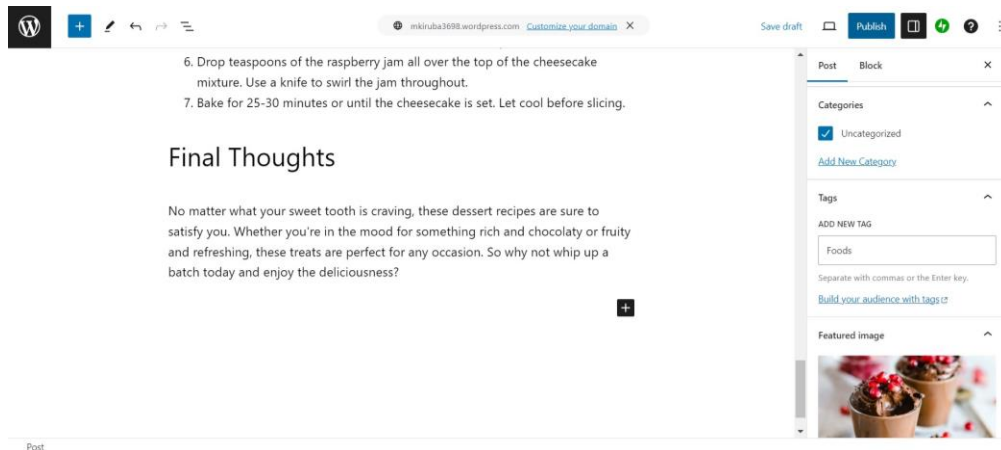 mkiruba3698.wordpress.com Customize your domain X
Save draft
Publish
6. Drop teaspoons of the raspberry jam all over the top of the cheesecake
mixture. Use a knife to swirl the jam throughout.
7. Bake for 25-30 minutes or until the cheesecake is set. Let cool before slicing.
Final Thoughts
No matter what your sweet tooth is craving, these dessert recipes are sure to
satisfy you. Whether you're in the mood for something rich and chocolaty or fruity
and refreshing, these treats are perfect for any occasion. So why not whip up a
batch today and enjoy the deliciousness?
Post Block
Categories
Uncategorized
Add New Category
Tags
ADD NEW TAG
Foods
Separate with commas or the Enter key.
Build your audience with tags
Featured image
Post